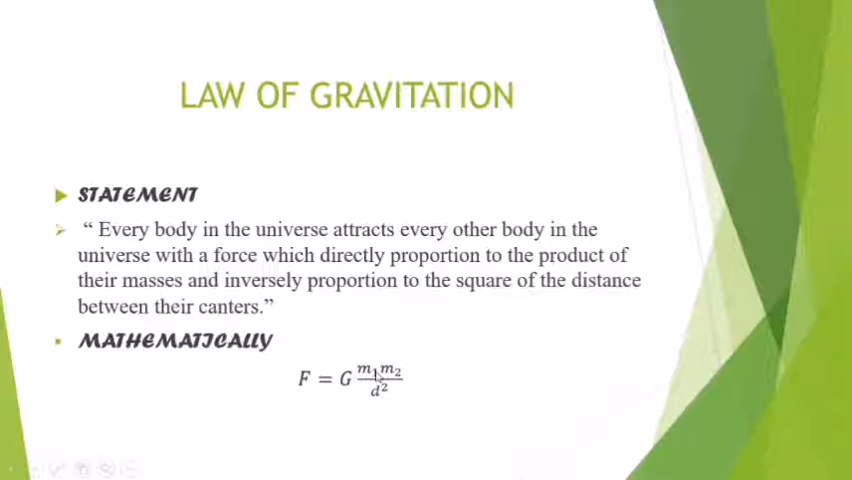 LAW OF GRAVITATION
STATEMENT
“ Every body in the universe attracts every other body in the
universe with a force which directly proportion to the product of
their masses and inversely proportion to the square of the distance
between their canters.”
MATHEMATICALLY
F = G m₁m₂ / d²